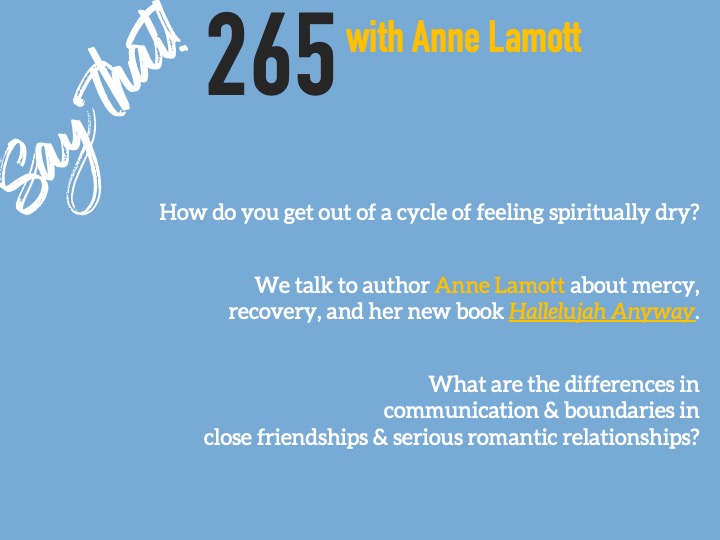 Say that!
265
with Anne Lamott
How do you get out of a cycle of feeling spiritually dry?
We talk to author Anne Lamott about mercy,
recovery, and her new book Hallelujah Anyway.
What are the differences in
communication & boundaries in
close friendships & serious romantic relationships?